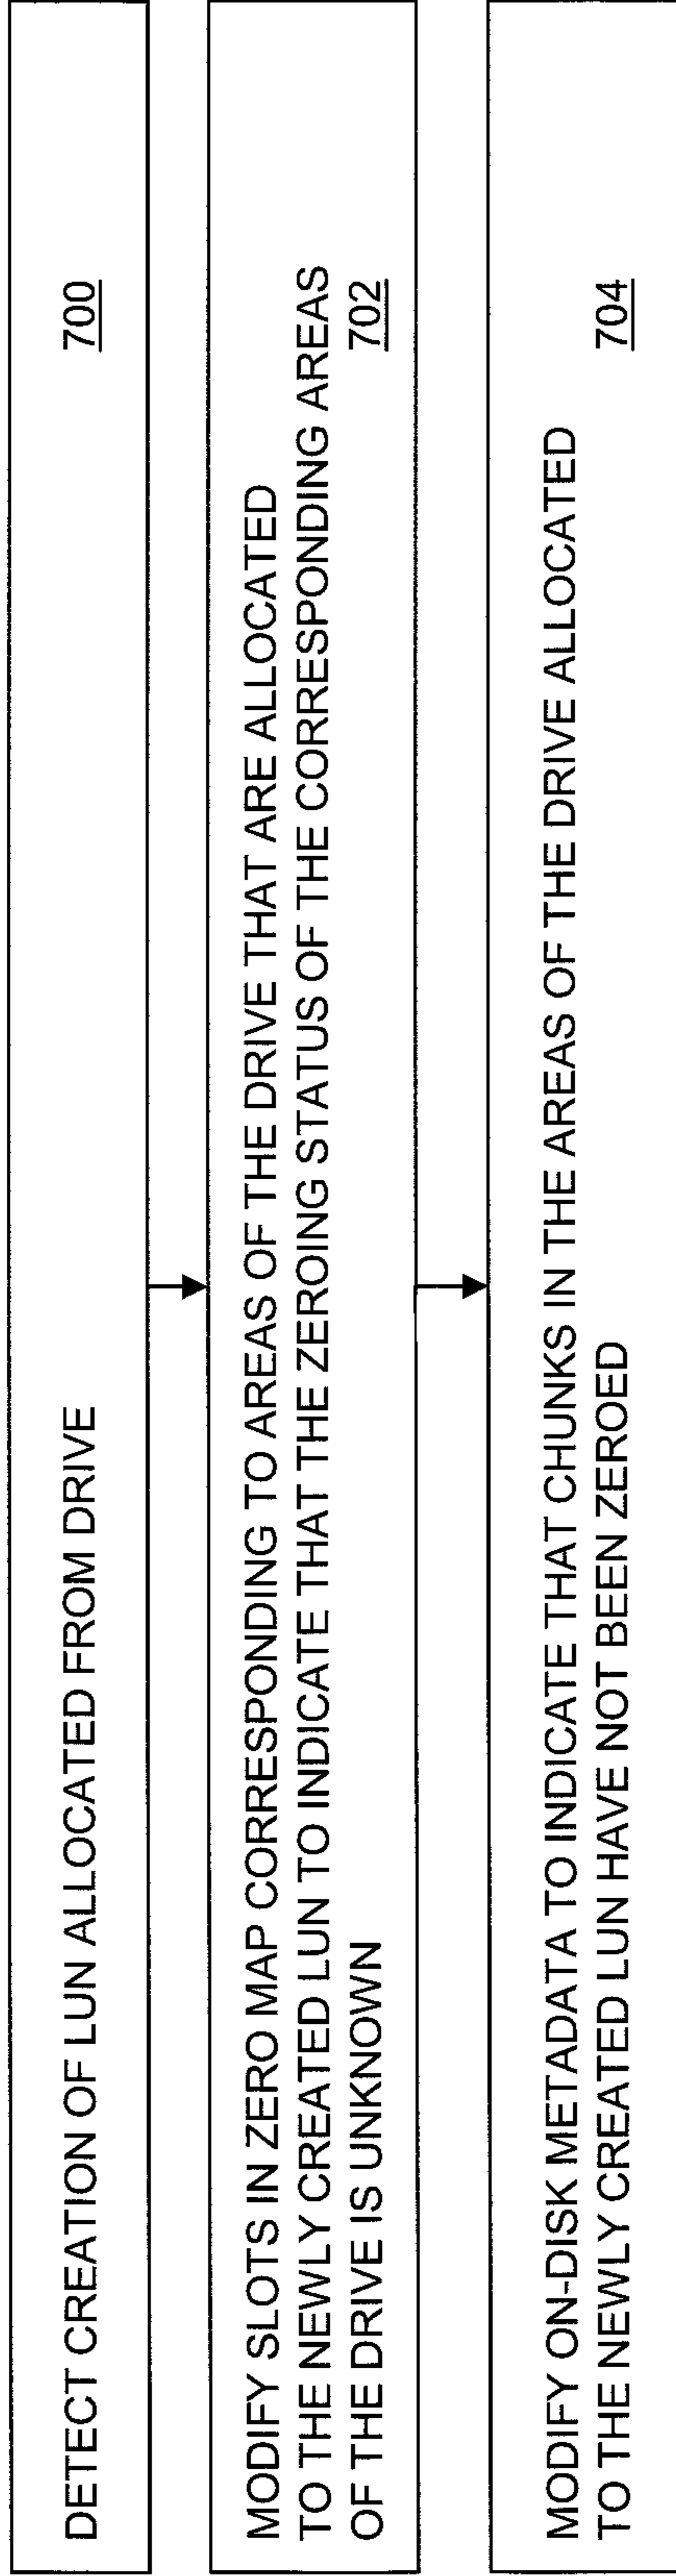 DETECT CREATION OF LUN ALLOCATED FROM DRIVE
700
MODIFY SLOTS IN ZERO MAP CORRESPONDING TO AREAS OF THE DRIVE THAT ARE ALLOCATED
TO THE NEWLY CREATED LUN TO INDICATE THAT THE ZEROING STATUS OF THE CORRESPONDING AREAS
OF THE DRIVE IS UNKNOWN
702
MODIFY ON-DISK METADATA TO INDICATE THAT CHUNKS IN THE AREAS OF THE DRIVE ALLOCATED
TO THE NEWLY CREATED LUN HAVE NOT BEEN ZEROED
704